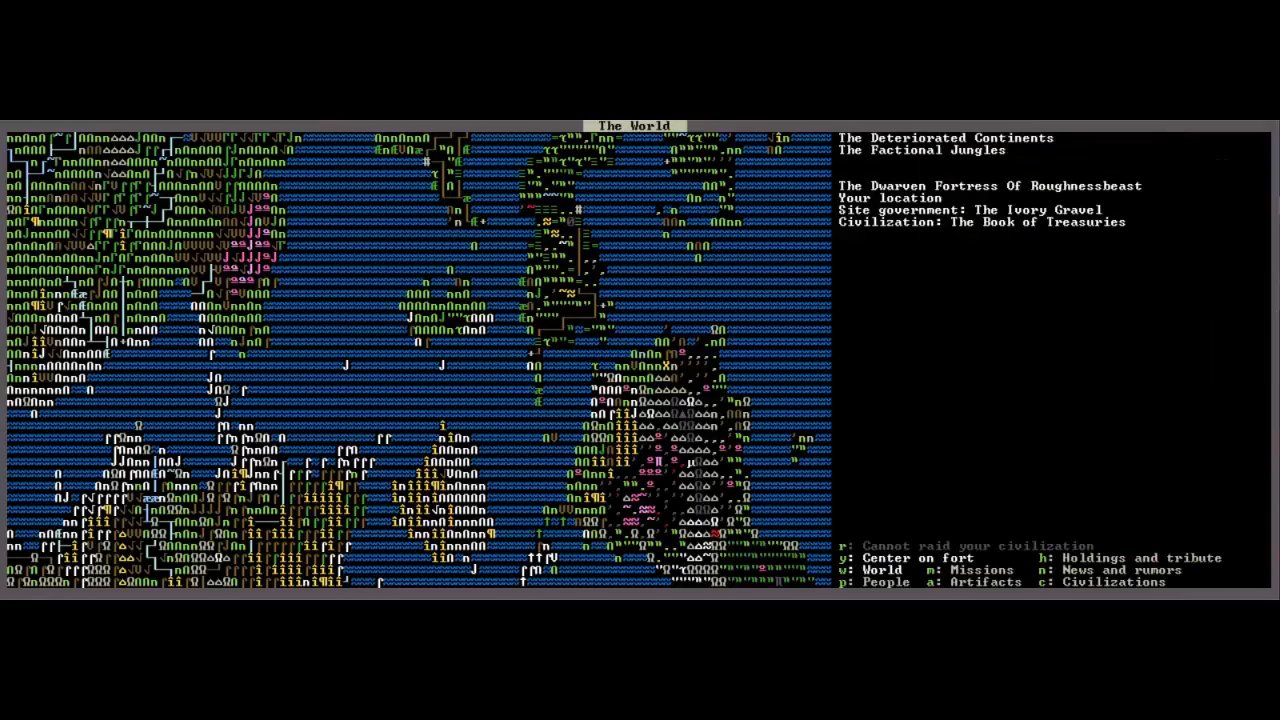 The World
The Deteriorated Continents
The Factional Jungles
The Dwarven Fortress Of Roughnessbeast
Your location
Site government: The Ivory Gravel
Civilization: The Book of Treasuries
r: Cannot raid your civilization
y: Center on fort h: Holdings and tribute
w: World m: Missions n: News and rumors
p: People a: Artifacts c: Civilizations